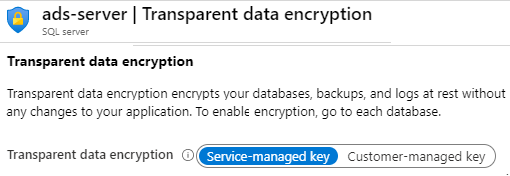 ads-server | Transparent data encryption
SQL server
Transparent data encryption
Transparent data encryption encrypts your databases, backups, and logs at rest without
any changes to your application. To enable encryption, go to each database.
Transparent data encryption Service-managed key Customer-managed key